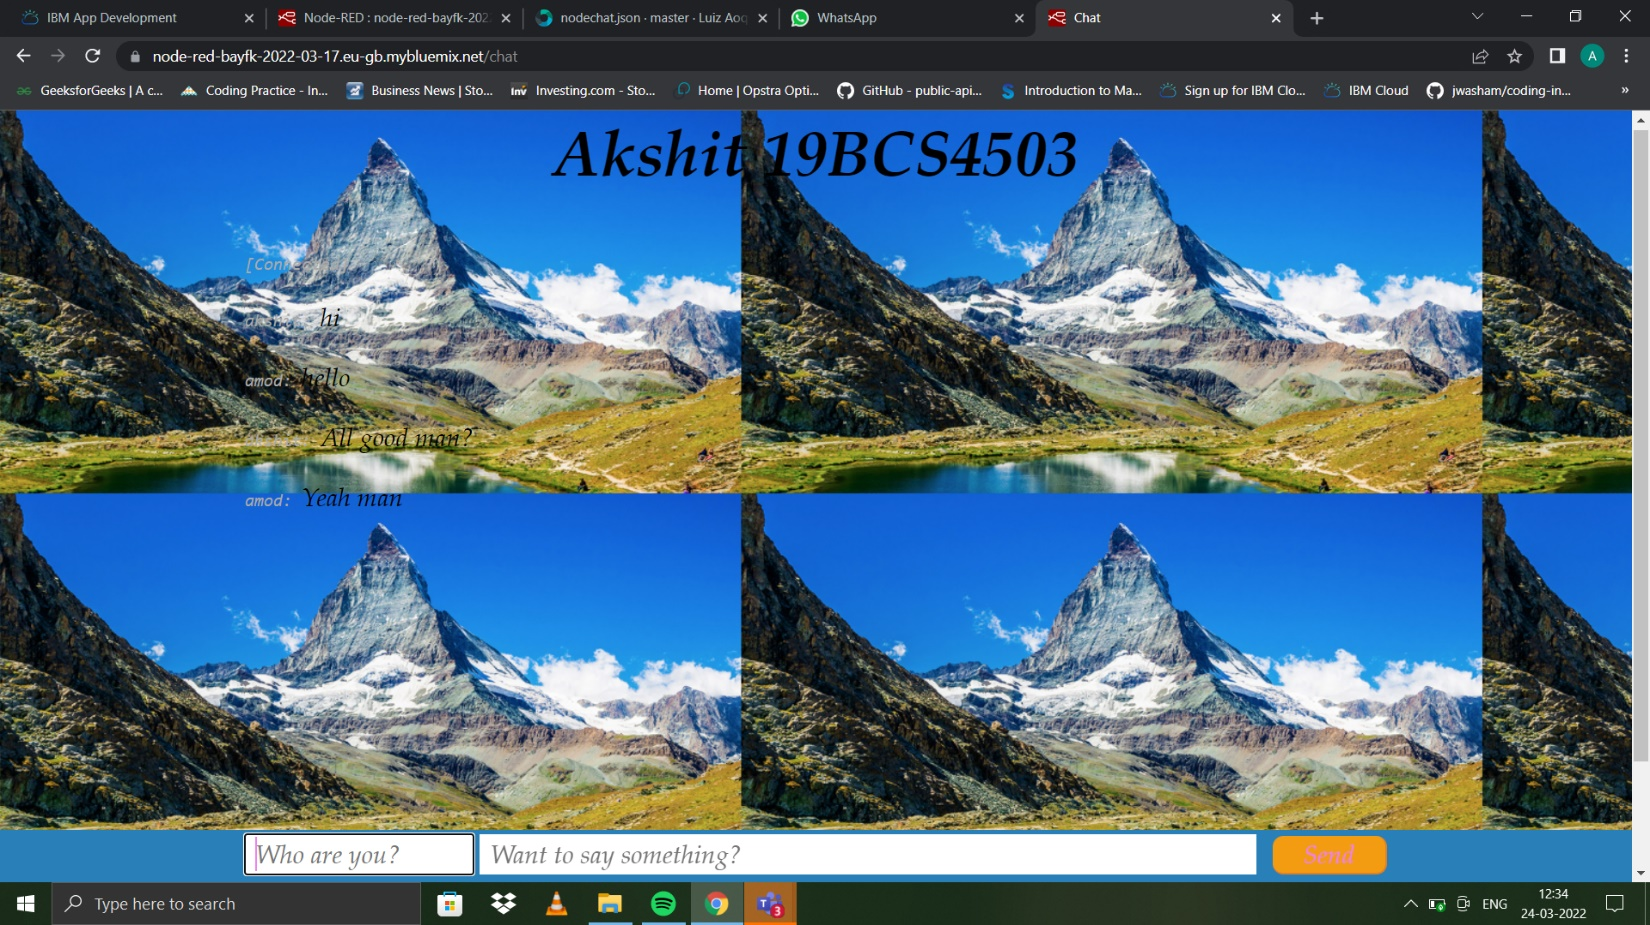 IBM App Development
Node-RED : node-red-bayfk-202
nodechat.json · master · Luiz Aoq
WhatsApp
Chat
node-red-bayfk-2022-03-17.eu-gb.mybluemix.net/chat
A
GeeksforGeeks | A c...
Coding Practice - In...
Business News | Sto...
Inv Investing.com - Sto...
Home | Opstra Opti...
GitHub - public-api...
Introduction to Ma...
Sign up for IBM Clo...
IBM Cloud
jwasham/coding-in...
»
Akshit 19BCS4503
hi
amod: hello
All good man?
amod: Yeah man
Who are you?
Want to say something?
Send
Type here to search
3
ENG
12:34
24-03-2022